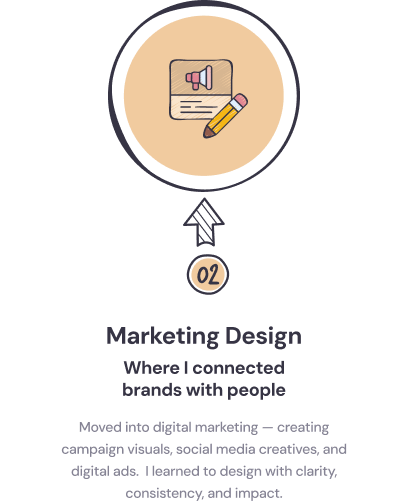 02
Marketing Design
Where I connected
brands with people
Moved into digital marketing — creating
campaign visuals, social media creatives, and
digital ads. I learned to design with clarity,
consistency, and impact.